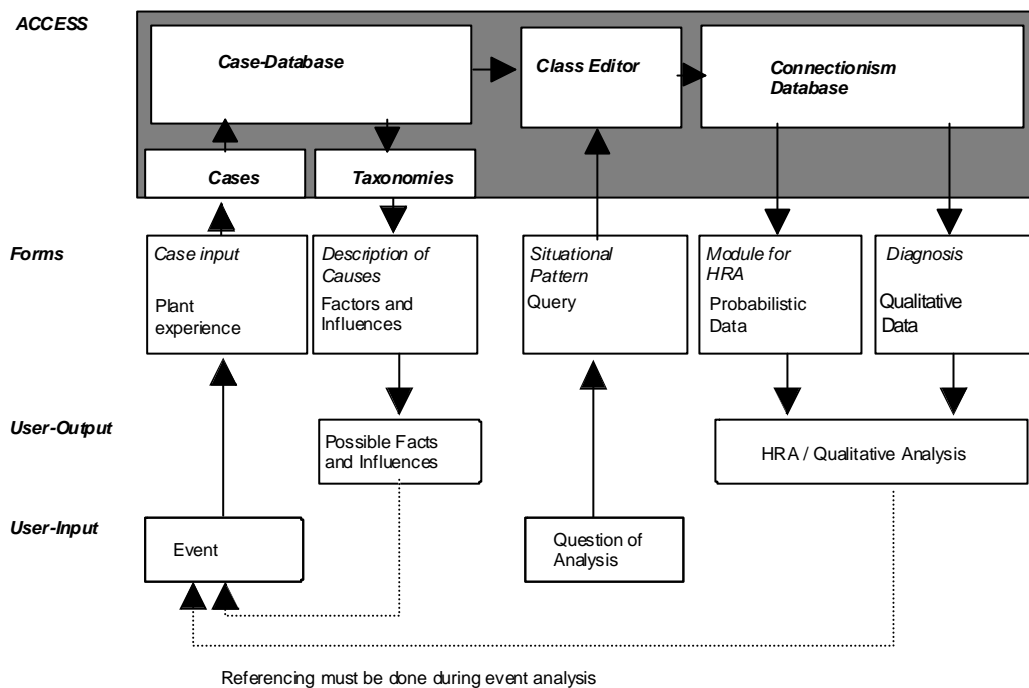 ACCESS
Case-Database
Class Editor
Connectionism
Database
Cases
Taxonomies
Forms
Case input
Plant
experience
Description of
Causes
Factors and
Influences
Situational
Pattern
Query
Module for
HRA
Probabilistic
Data
Diagnosis
Qualitative
Data
User-Output
Possible Facts
and Influences
HRA / Qualitative Analysis
User-Input
Event
Question of
Analysis
Referencing must be done during event analysis